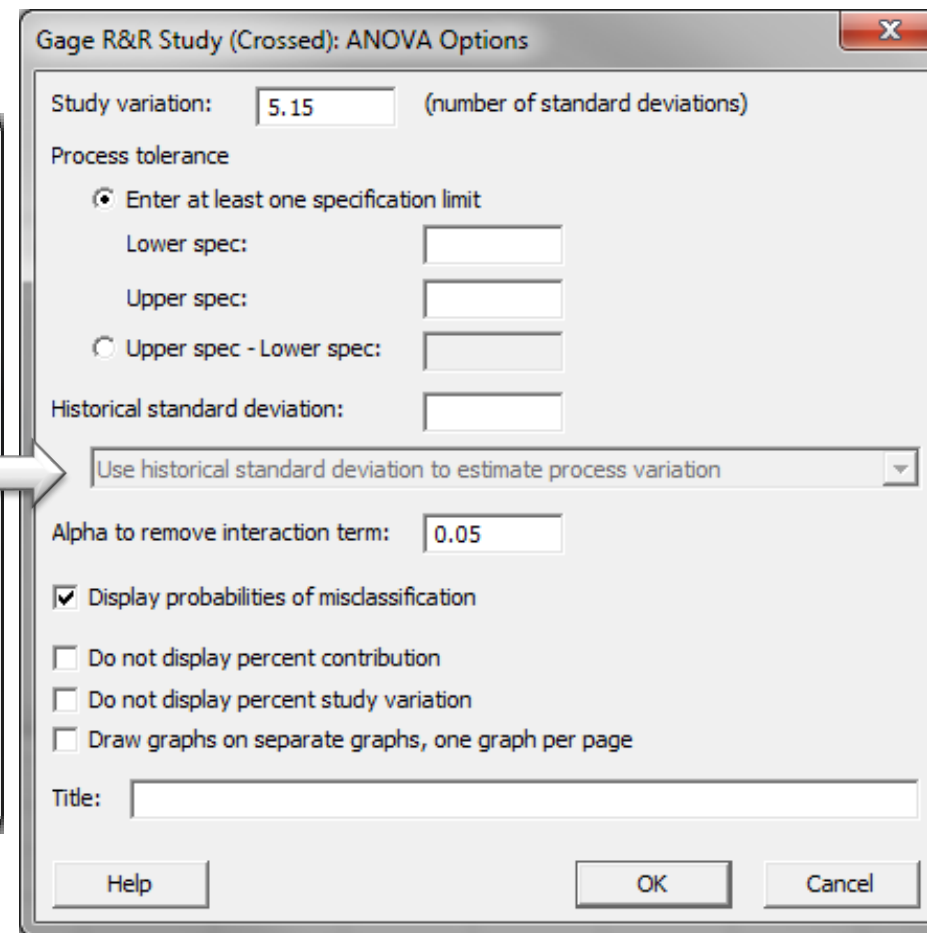 Gage R&R Study (Crossed): ANOVA Options
Study variation: 5.15 (number of standard deviations)
Process tolerance
Enter at least one specification limit
Lower spec:
Upper spec:
Upper spec - Lower spec:
Historical standard deviation:
Use historical standard deviation to estimate process variation
Alpha to remove interaction term: 0.05
Display probabilities of misclassification
Do not display percent contribution
Do not display percent study variation
Draw graphs on separate graphs, one graph per page
Title:
Help OK Cancel